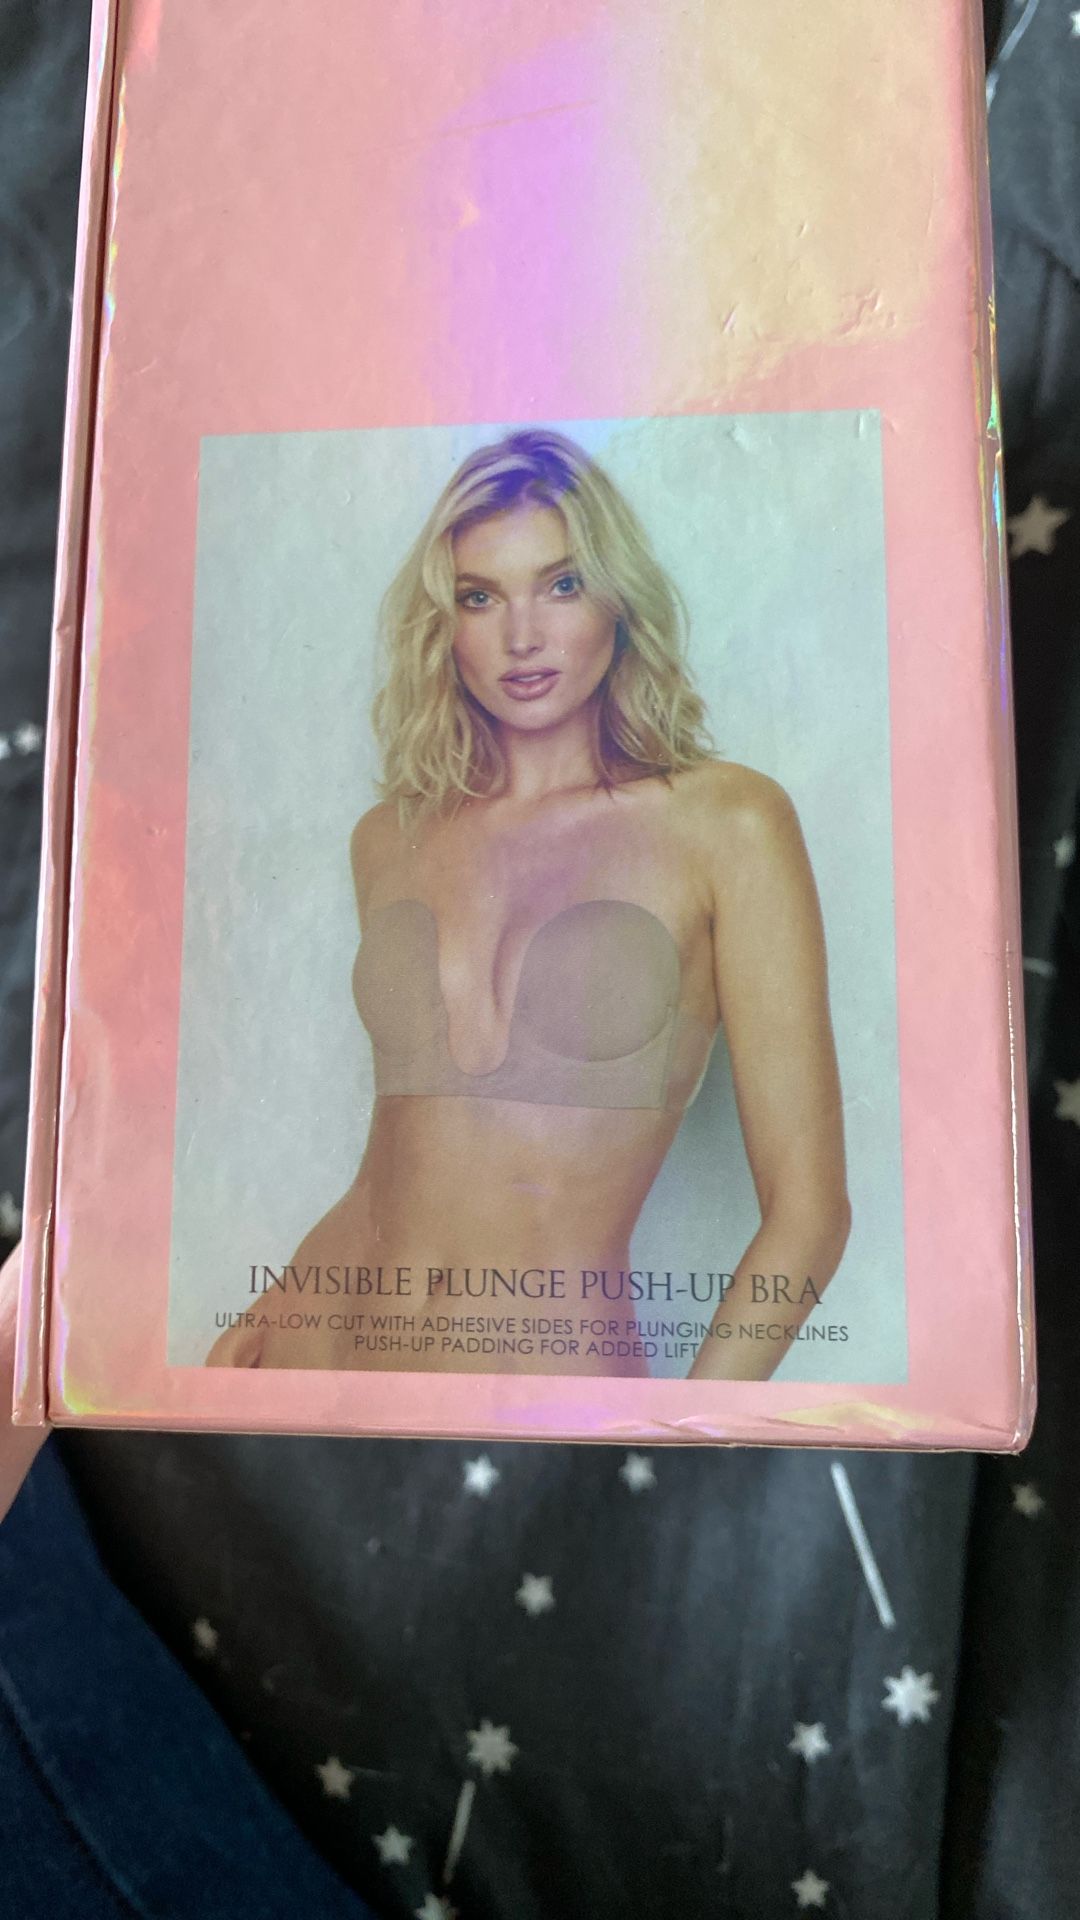 INVISIBLE PLUNGE PUSH-UP BRA
ULTRA-LOW CUT WITH ADHESIVE SIDES FOR PLUNGING NECKLINES
PUSH-UP PADDING FOR ADDED LIFT